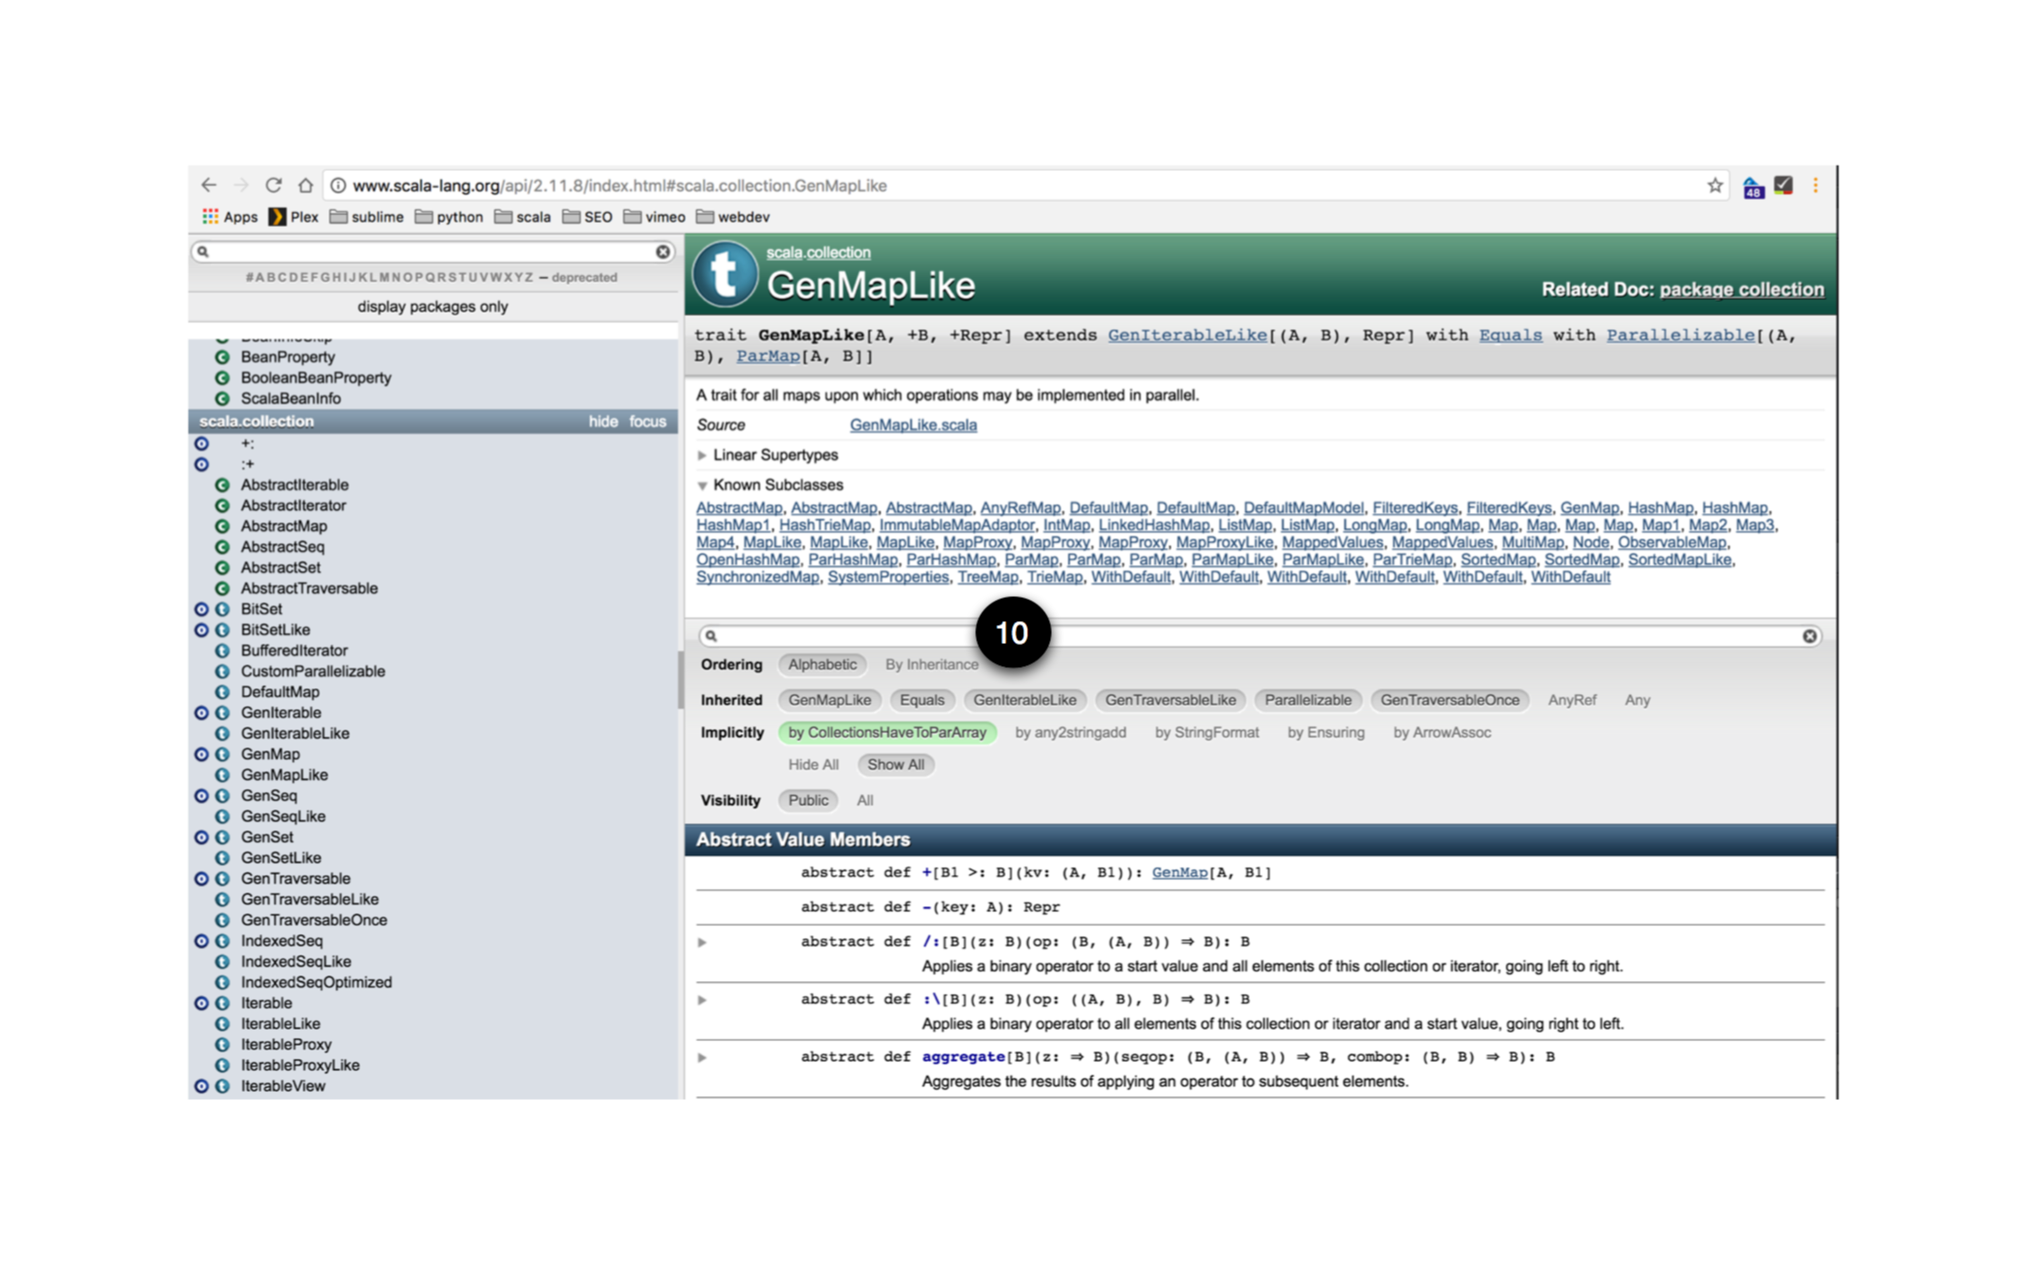 www.scala-lang.org/api/2.11.8/index.html#scala.collection.GenMapLike
48
Apps Plex sublime python scala SEO vimeo webdev
#ABCDEFGHIJKLMNOPQRSTUVWXYZ – deprecated
display packages only
BeanProperty
BooleanBeanProperty
ScalaBeanInfo
scala.collection hide focus
+:
:+
AbstractIterable
AbstractIterator
AbstractMap
AbstractSeq
AbstractSet
AbstractTraversable
BitSet
BitSetLike
BufferedIterator
CustomParallelizable
DefaultMap
GenIterable
GenIterableLike
GenMap
GenMapLike
GenSeq
GenSeqLike
GenSet
GenSetLike
GenTraversable
GenTraversableLike
GenTraversableOnce
IndexedSeq
IndexedSeqLike
IndexedSeqOptimized
Iterable
IterableLike
IterableProxy
IterableProxyLike
IterableView
t
scala.collection
GenMapLike
Related Doc: package collection
trait GenMapLike[A, +B, +Repr] extends GenIterableLike[(A, B), Repr] with Equals with Parallelizable[(A,
B), ParMap[A, B]]
A trait for all maps upon which operations may be implemented in parallel.
Source GenMapLike.scala
Linear Supertypes
Known Subclasses
AbstractMap, AbstractMap, AbstractMap, AnyRefMap, DefaultMap, DefaultMap, DefaultMapModel, FilteredKeys, FilteredKeys, GenMap, HashMap, HashMap,
HashMap1, HashTrieMap, ImmutableMapAdaptor, IntMap, LinkedHashMap, ListMap, ListMap, LongMap, LongMap, Map, Map, Map, Map, Map1, Map2, Map3,
Map4, MapLike, MapLike, MapLike, MapProxy, MapProxy, MapProxy, MapProxyLike, MappedValues, MappedValues, MultiMap, Node, ObservableMap,
OpenHashMap, ParHashMap, ParHashMap, ParMap, ParMap, ParMap, ParMapLike, ParMapLike, ParTrieMap, SortedMap, SortedMap, SortedMapLike,
SynchronizedMap, SystemProperties, TreeMap, TrieMap, WithDefault, WithDefault, WithDefault, WithDefault, WithDefault, WithDefault
10
Ordering Alphabetic By Inheritance
Inherited GenMapLike Equals GenIterableLike GenTraversableLike Parallelizable GenTraversableOnce AnyRef Any
Implicitly by CollectionsHaveToParArray by any2stringadd by StringFormat by Ensuring by ArrowAssoc
Hide All Show All
Visibility Public All
Abstract Value Members
abstract def +[B1 >: B](kv: (A, B1)): GenMap[A, B1]
abstract def -(key: A): Repr
abstract def /:[B](z: B)(op: (B, (A, B)) ⇒ B): B
Applies a binary operator to a start value and all elements of this collection or iterator, going left to right.
abstract def :\[B](z: B)(op: ((A, B), B) ⇒ B): B
Applies a binary operator to all elements of this collection or iterator and a start value, going right to left.
abstract def aggregate[B](z: ⇒ B)(seqop: (B, (A, B)) ⇒ B, combop: (B, B) ⇒ B): B
Aggregates the results of applying an operator to subsequent elements.